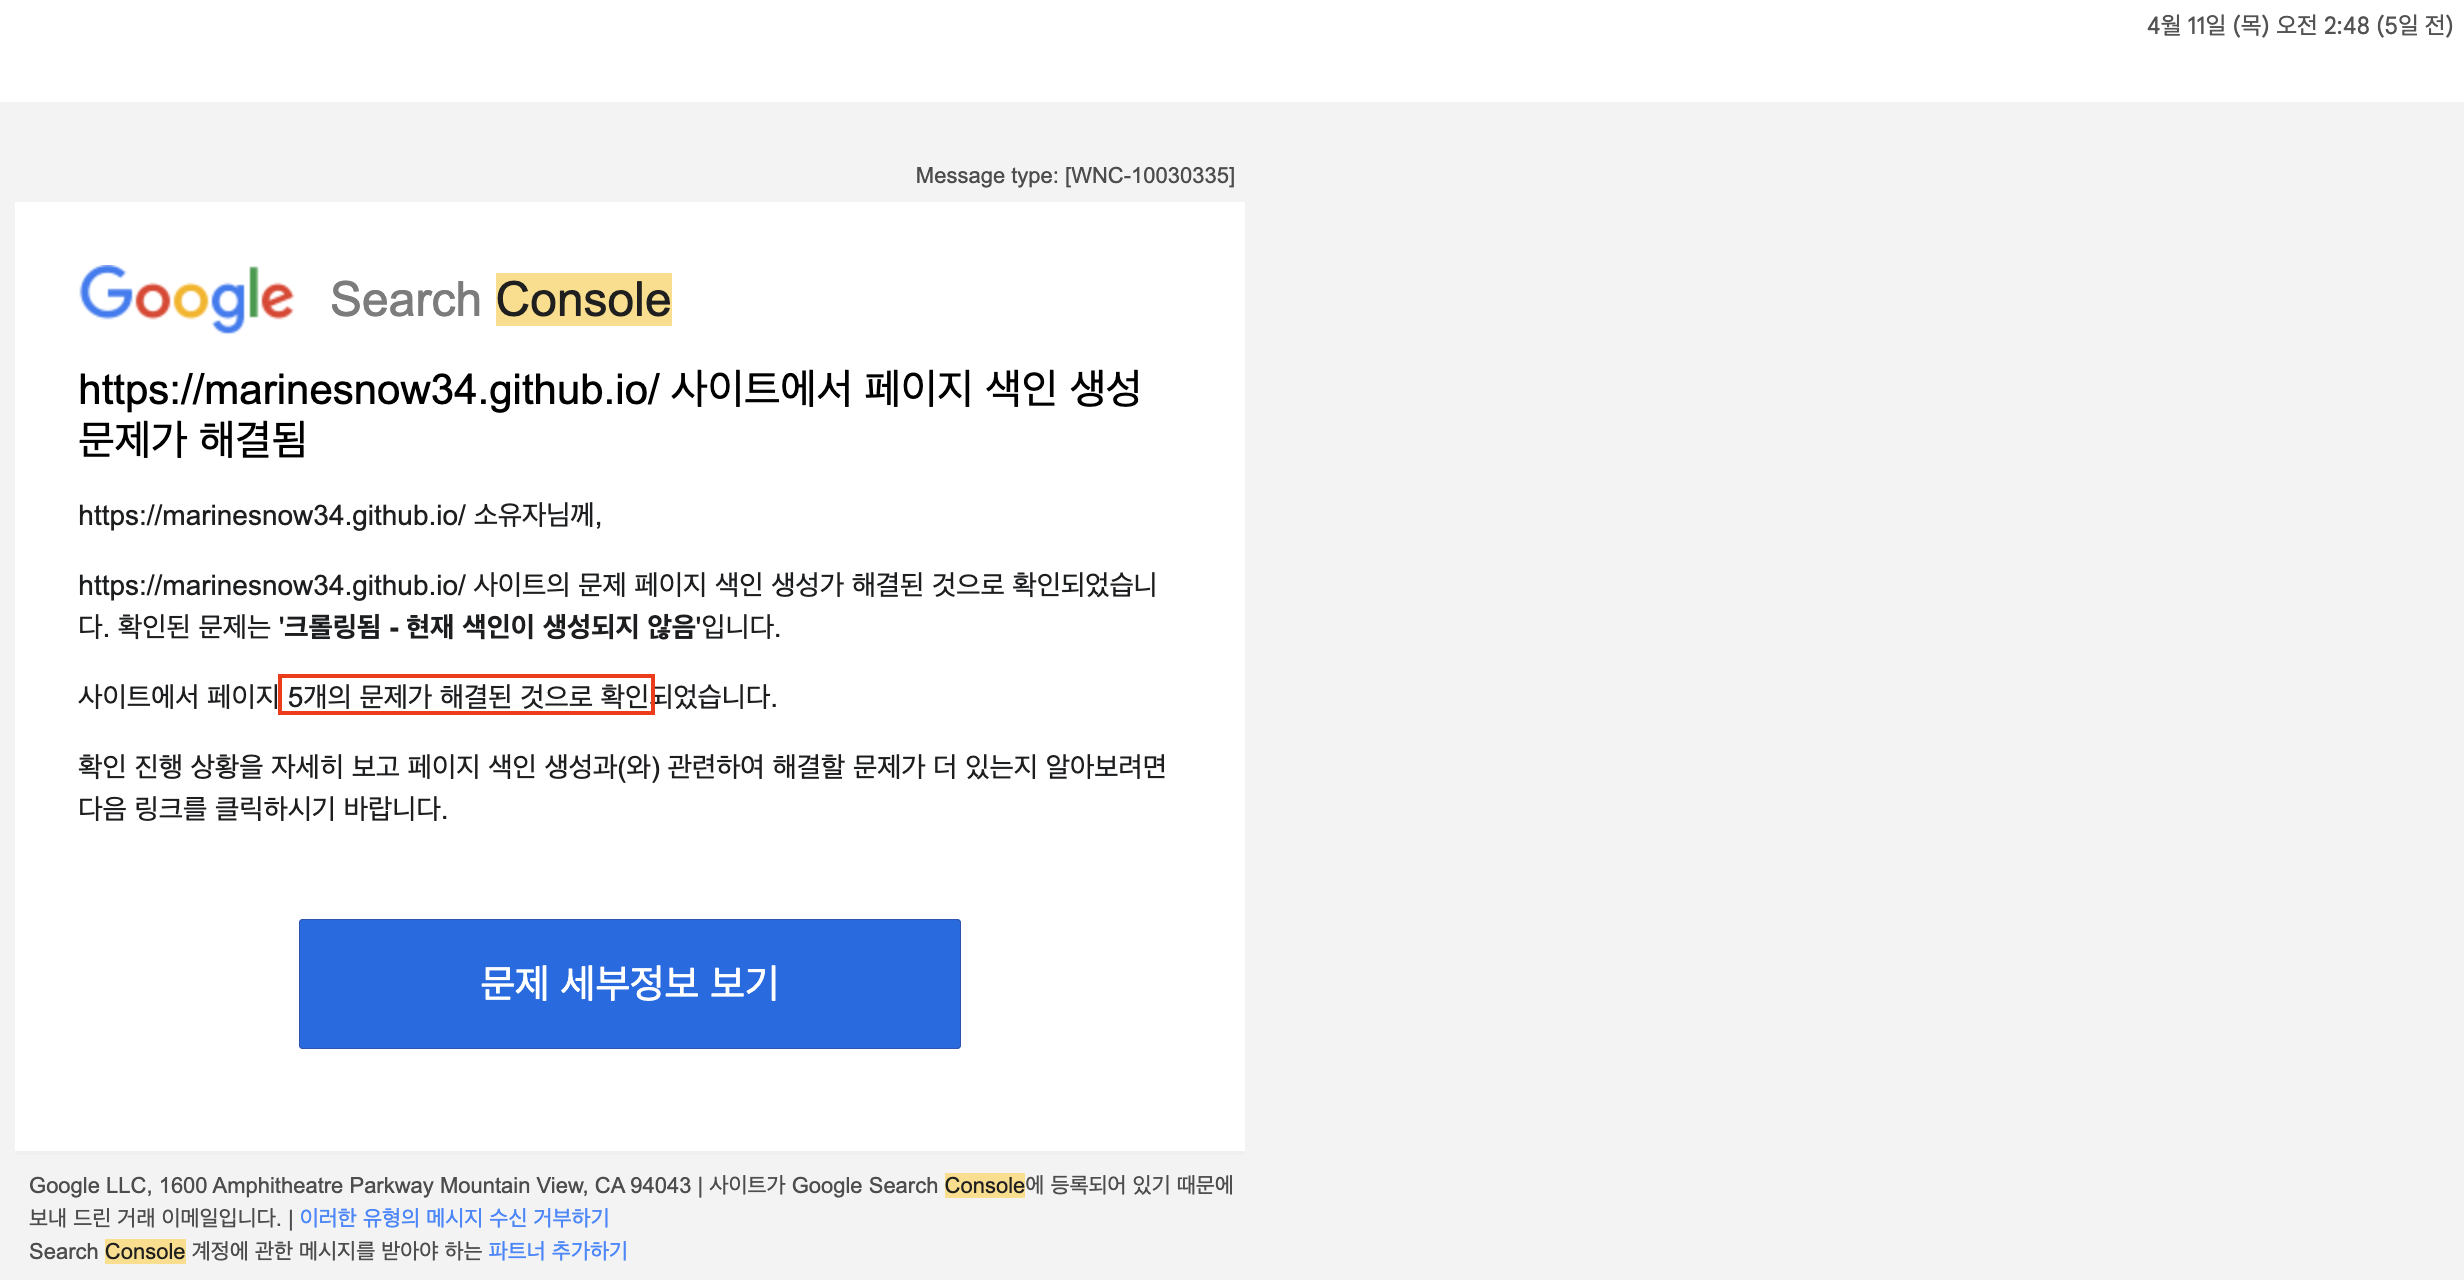 4월 11일 (목) 오전 2:48 (5일 전)
Message type: [WNC-10030335]
Google Search Console
https://marinesnow34.github.io/ 사이트에서 페이지 색인 생성
문제가 해결됨
https://marinesnow34.github.io/ 소유자님께,
https://marinesnow34.github.io/ 사이트의 문제 페이지 색인 생성가 해결된 것으로 확인되었습니
다. 확인된 문제는 '크롤링됨 - 현재 색인이 생성되지 않음'입니다.
사이트에서 페이지 5개의 문제가 해결된 것으로 확인되었습니다.
확인 진행 상황을 자세히 보고 페이지 색인 생성과(와) 관련하여 해결할 문제가 더 있는지 알아보려면
다음 링크를 클릭하시기 바랍니다.
문제 세부정보 보기
Google LLC, 1600 Amphitheatre Parkway Mountain View, CA 94043 | 사이트가 Google Search Console에 등록되어 있기 때문에
보내 드린 거래 이메일입니다. | 이러한 유형의 메시지 수신 거부하기
Search Console 계정에 관한 메시지를 받아야 하는 파트너 추가하기